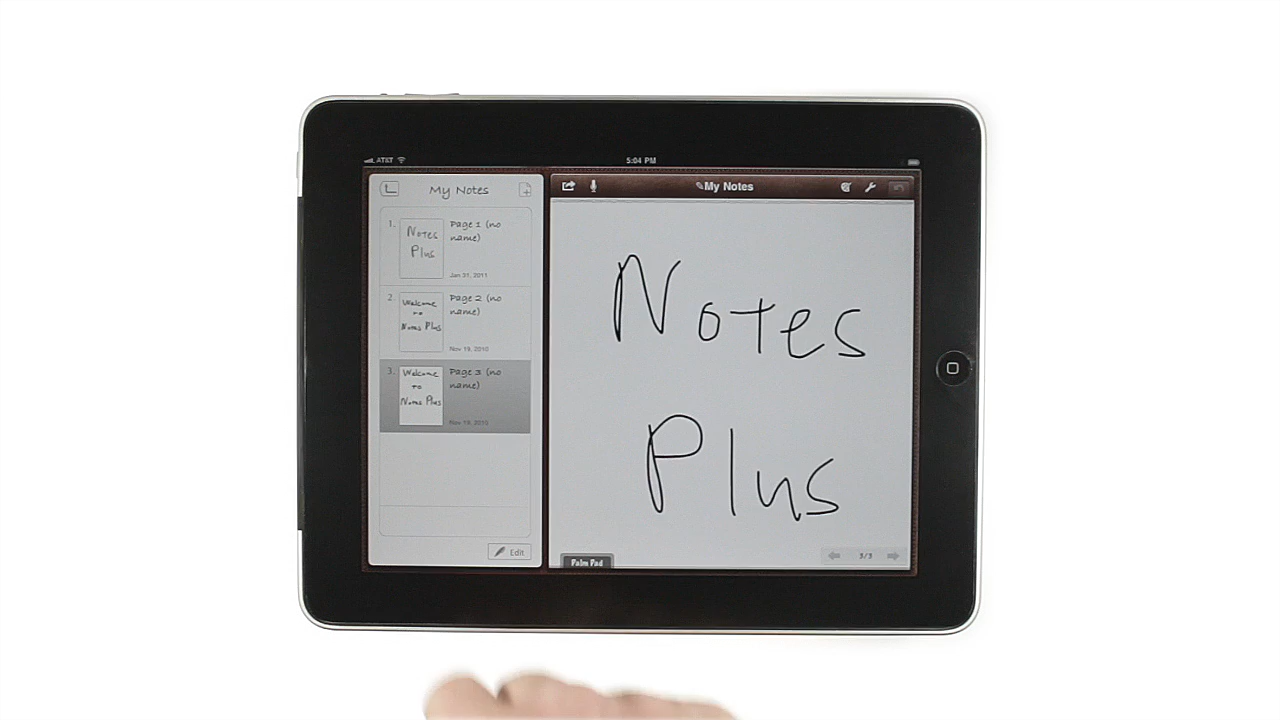 AT&T
5:04 PM
My Notes
1.
Notes
Plus
Page 1 (no
name)
Jan 31, 2011
2.
Welcome
to
Notes Plus
Page 2 (no
name)
Nov 19, 2010
3.
Welcome
To
Notes Plus
Page 3 (no
name)
Nov 19, 2010
Edit
My Notes
Notes
Plus
Palm Pad
3/3